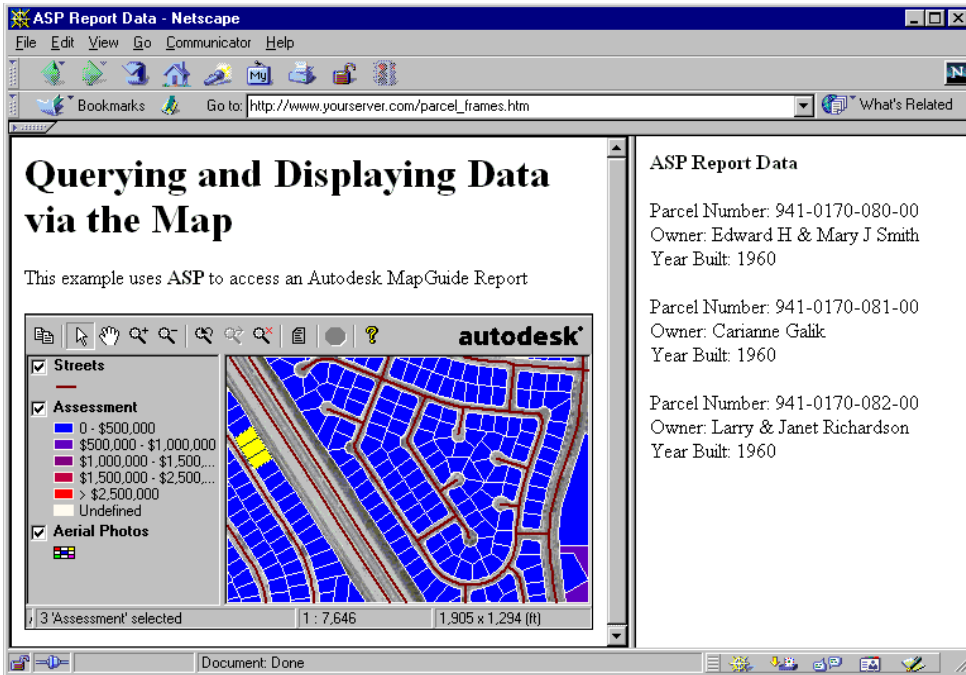 ASP Report Data - Netscape
File Edit View Go Communicator Help
My
N
Bookmarks Go to: http://www.yourserver.com/parcel_frames.htm What's Related
Querying and Displaying Data
via the Map
This example uses ASP to access an Autodesk MapGuide Report
autodesk
Streets
Assessment
0 - $500,000
$500,000 - $1,000,000
$1,000,000 - $1,500,...
$1,500,000 - $2,500,...
> $2,500,000
Undefined
Aerial Photos
3 'Assessment' selected 1 : 7,646 1,905 x 1,294 (ft)
ASP Report Data
Parcel Number: 941-0170-080-00
Owner: Edward H & Mary J Smith
Year Built: 1960
Parcel Number: 941-0170-081-00
Owner: Carianne Galik
Year Built: 1960
Parcel Number: 941-0170-082-00
Owner: Larry & Janet Richardson
Year Built: 1960
Document: Done